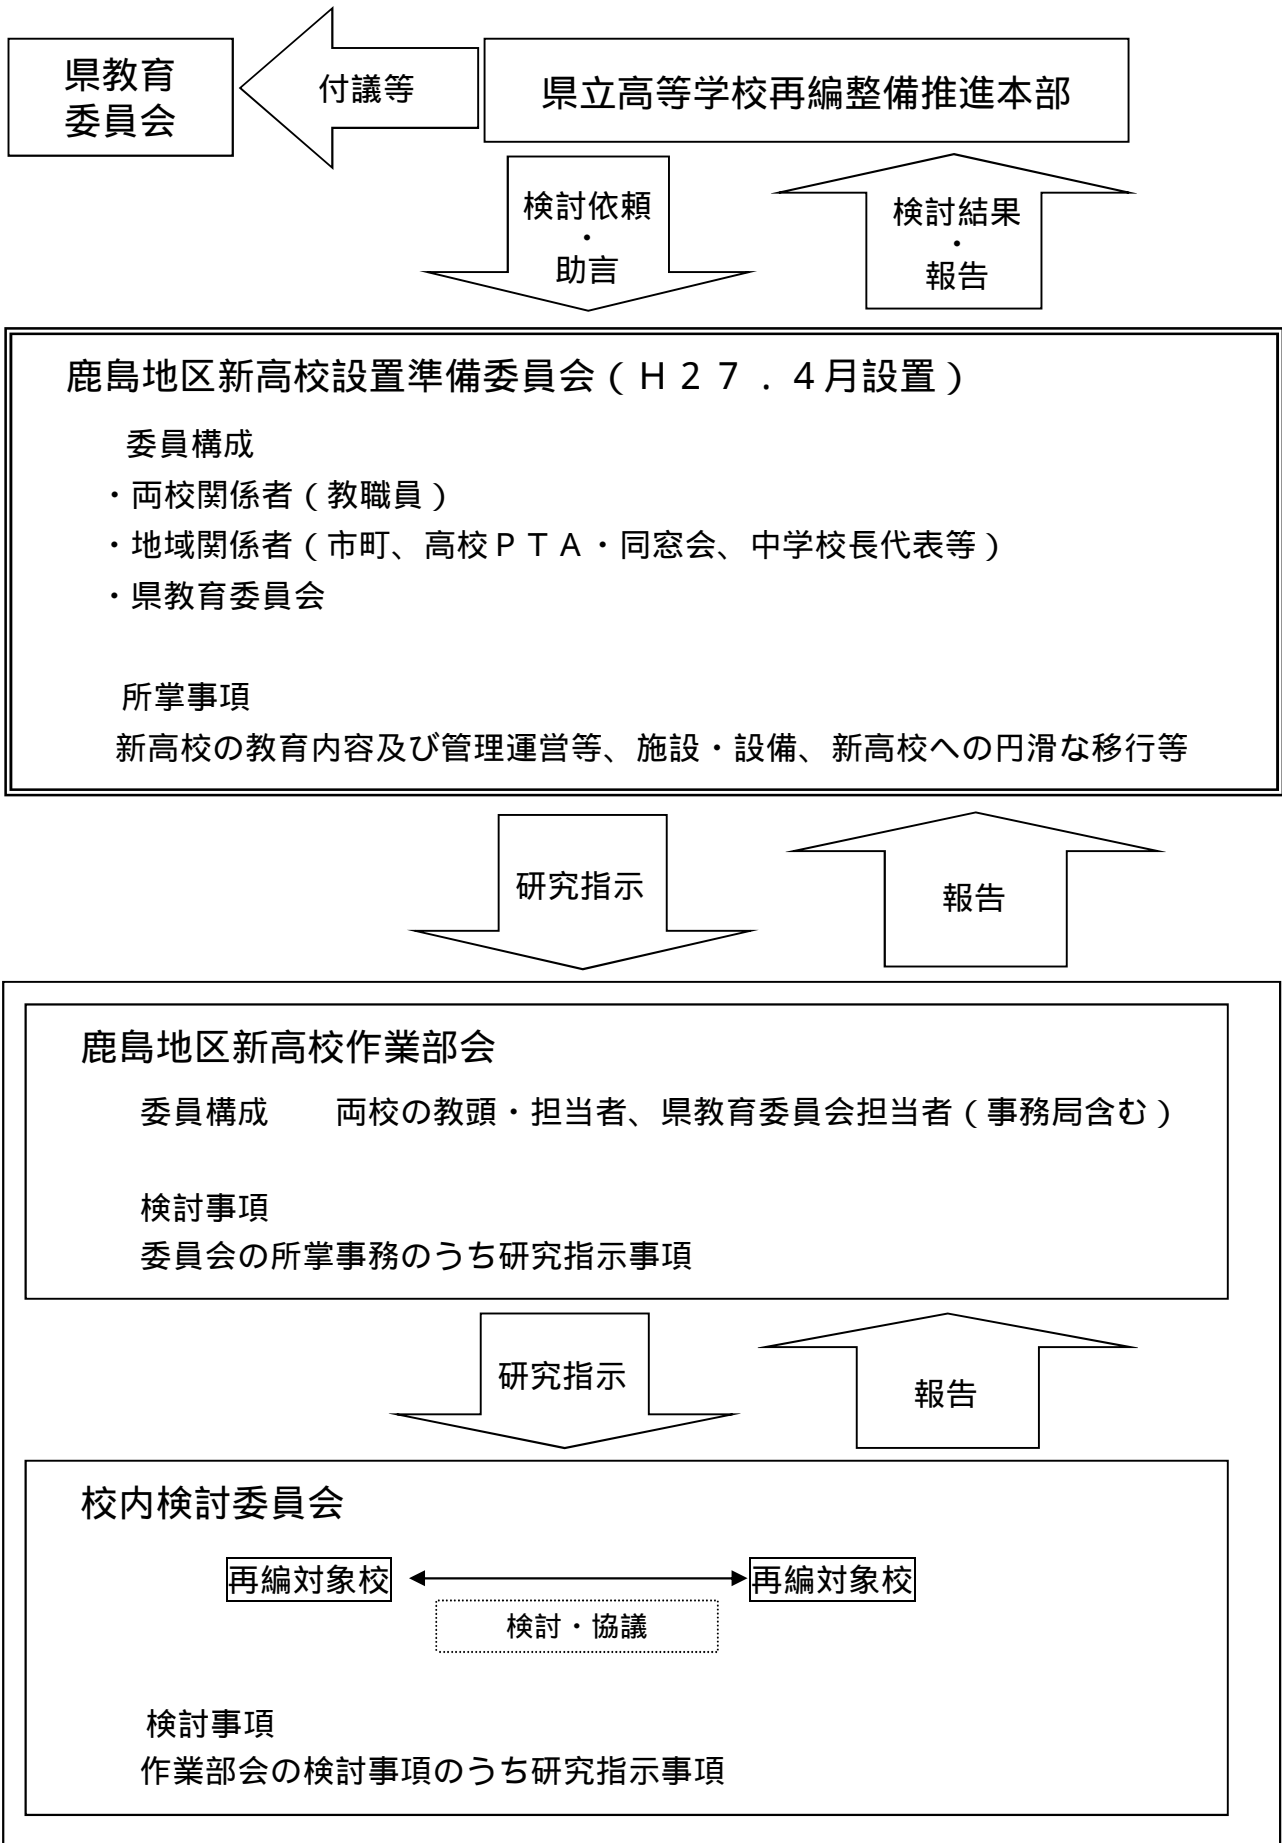 県教育
委員会
付議等
県立高等学校再編整備推進本部
検討依頼
・
助言
検討結果
・
報告
鹿島地区新高校設置準備委員会（Ｈ２７．４月設置）
委員構成
・両校関係者（教職員）
・地域関係者（市町、高校ＰＴＡ・同窓会、中学校長代表等）
・県教育委員会
所掌事項
新高校の教育内容及び管理運営等、施設・設備、新高校への円滑な移行等
研究指示
報告
鹿島地区新高校作業部会
委員構成　　両校の教頭・担当者、県教育委員会担当者（事務局含む）
検討事項
委員会の所掌事務のうち研究指示事項
研究指示
報告
校内検討委員会
再編対象校
再編対象校
検討・協議
検討事項
作業部会の検討事項のうち研究指示事項